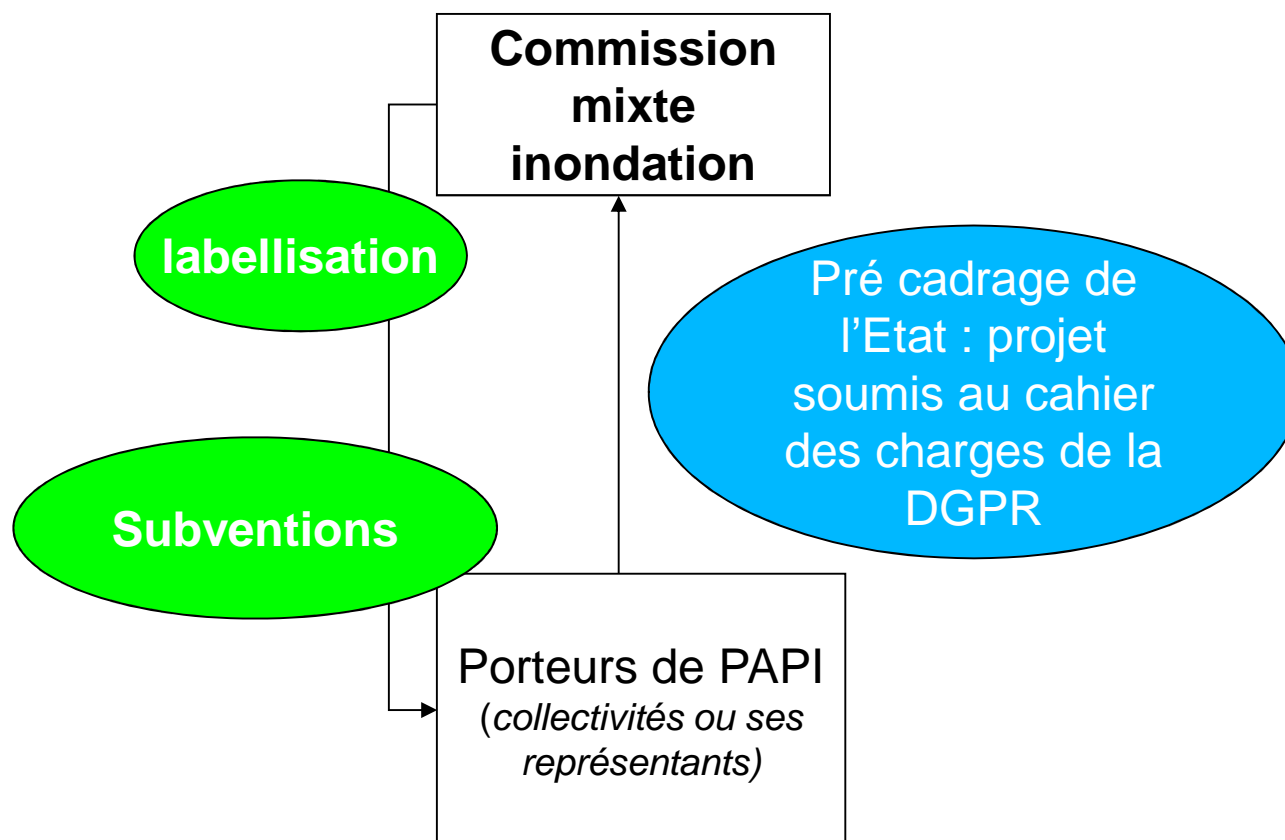 Commission
mixte
inondation
labellisation
Pré cadrage de
l’Etat : projet
soumis au cahier
des charges de la
DGPR
Subventions
Porteurs de PAPI
(collectivités ou ses
représentants)